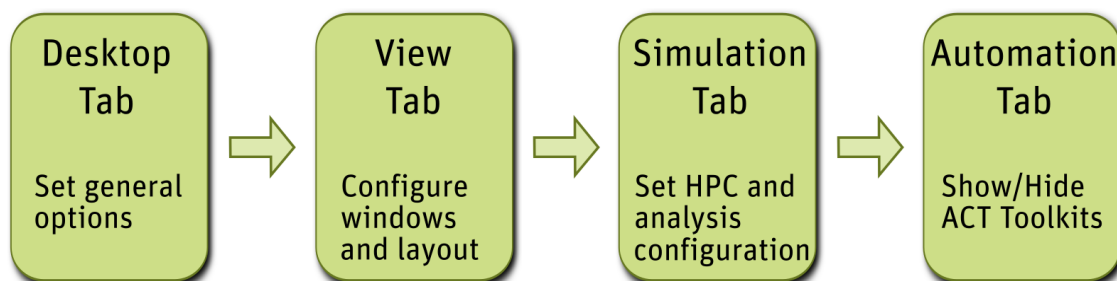 Desktop
Tab
Set general
options
View
Tab
Configure
windows
and layout
Simulation
Tab
Set HPC and
analysis
configuration
Automation
Tab
Show/Hide
ACT Toolkits